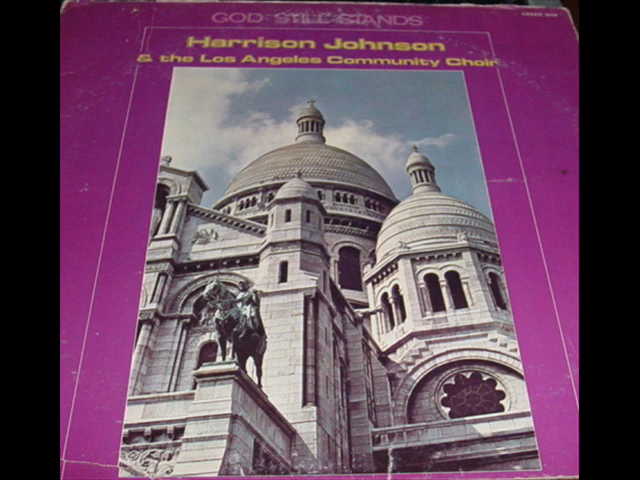 GOD STILL STANDS
Harrison Johnson
& the Los Angeles Community Choir